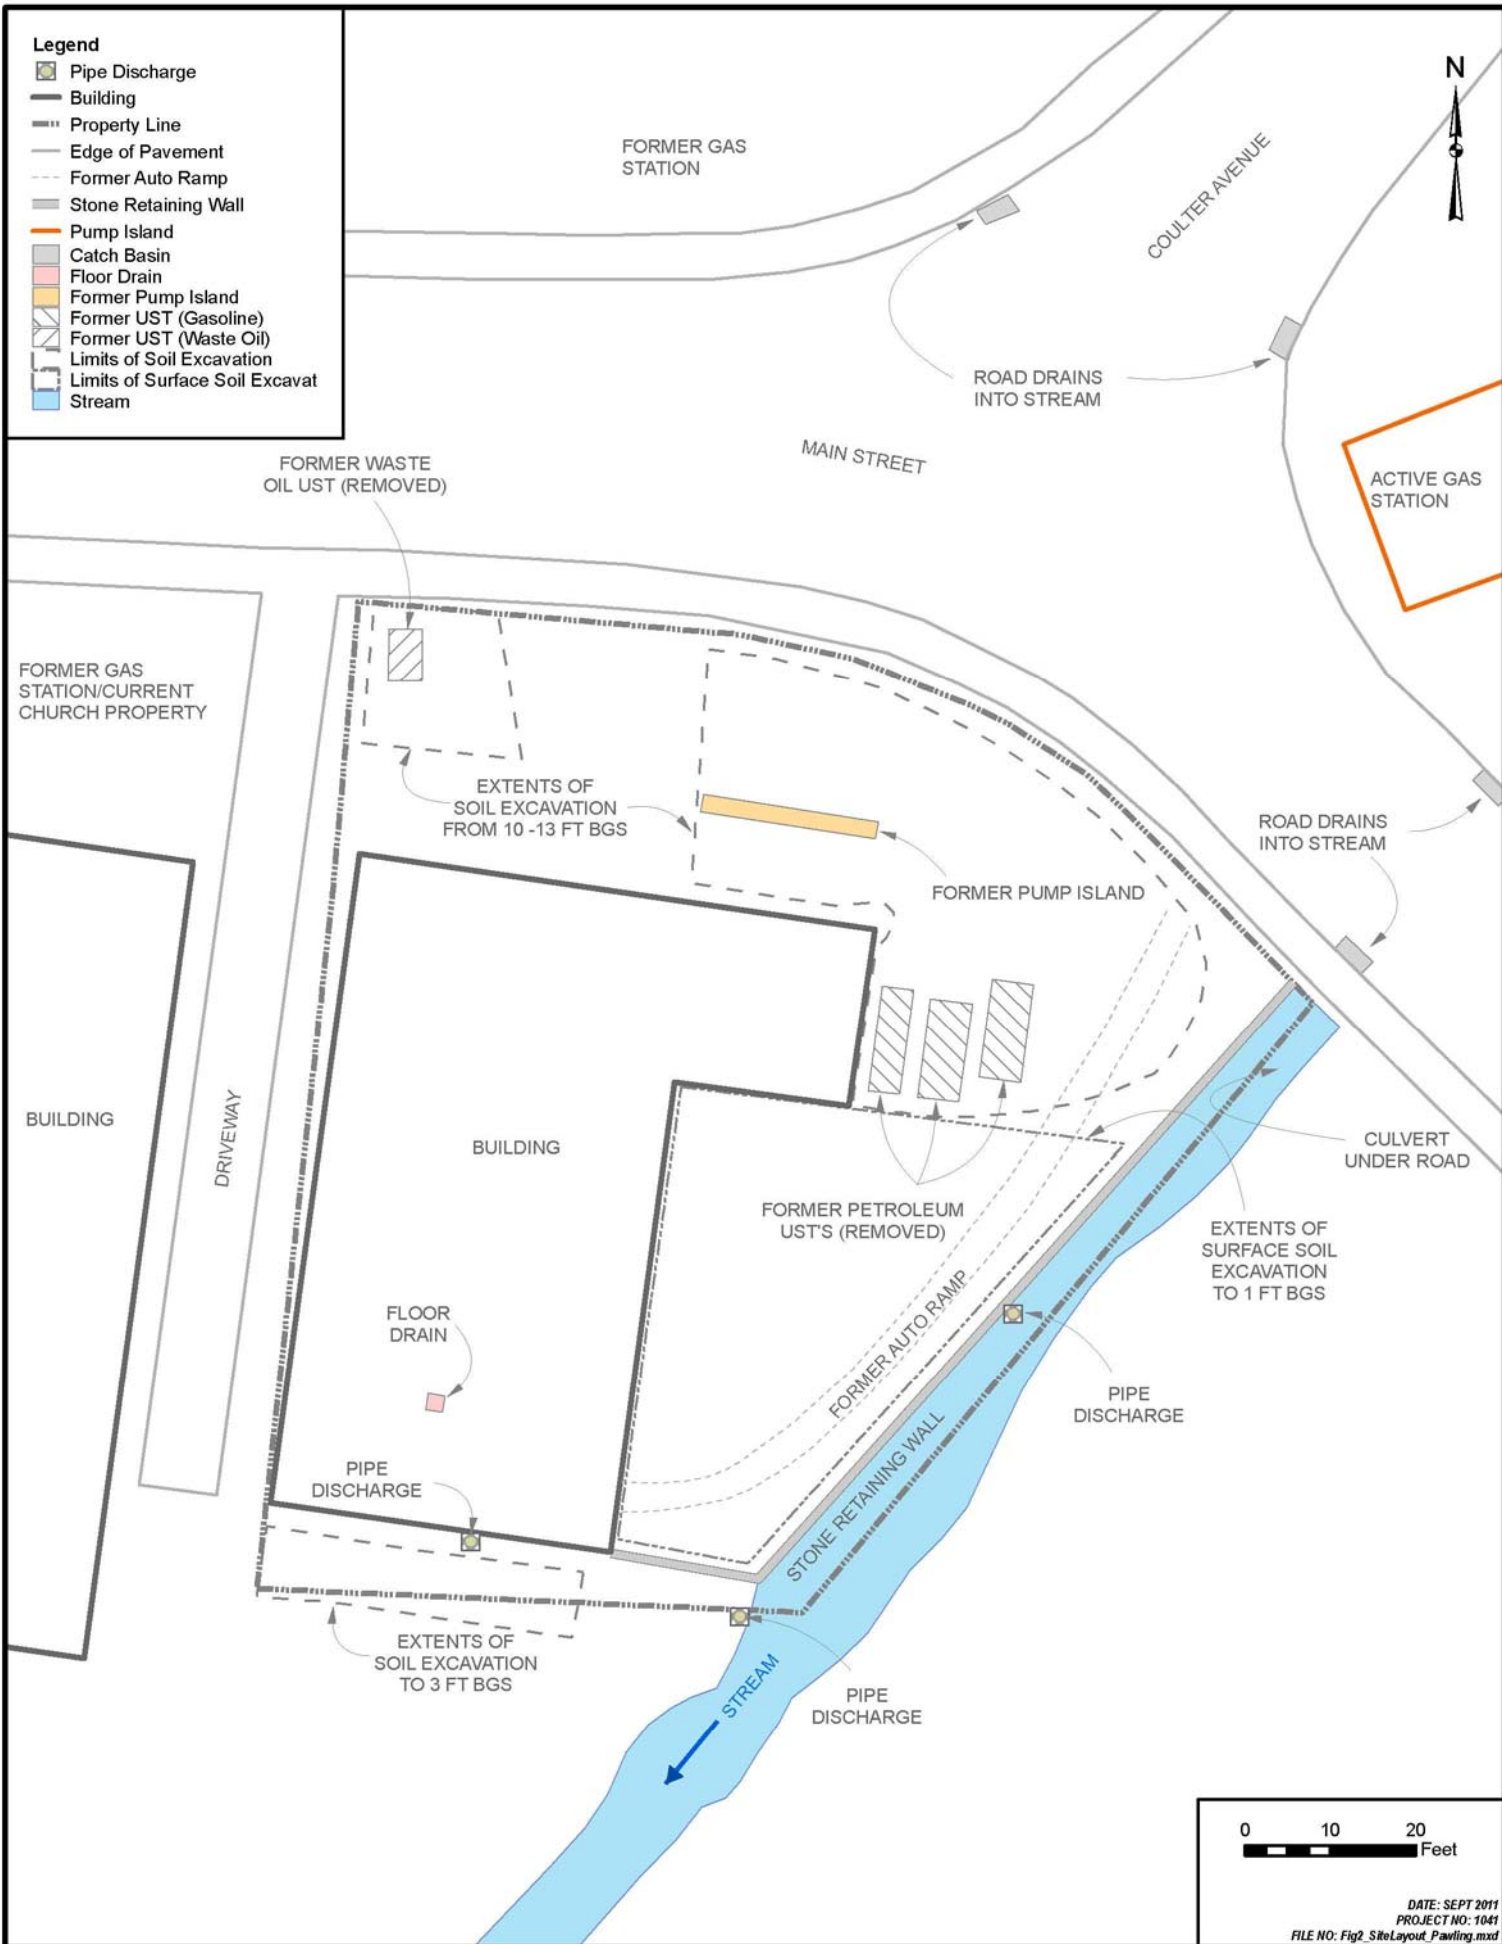 Legend
Pipe Discharge
Building
Property Line
Edge of Pavement
Former Auto Ramp
Stone Retaining Wall
Pump Island
Catch Basin
Floor Drain
Former Pump Island
Former UST (Gasoline)
Former UST (Waste Oil)
Limits of Soil Excavation
Limits of Surface Soil Excavat
Stream
N
FORMER GAS
STATION
COULTER AVENUE
ROAD DRAINS
INTO STREAM
MAIN STREET
ACTIVE GAS
STATION
FORMER WASTE
OIL UST (REMOVED)
FORMER GAS
STATION/CURRENT
CHURCH PROPERTY
EXTENTS OF
SOIL EXCAVATION
FROM 10 -13 FT BGS
ROAD DRAINS
INTO STREAM
FORMER PUMP ISLAND
BUILDING
DRIVEWAY
BUILDING
CULVERT
UNDER ROAD
FORMER PETROLEUM
UST'S (REMOVED)
EXTENTS OF
SURFACE SOIL
EXCAVATION
TO 1 FT BGS
FLOOR
DRAIN
FORMER AUTO RAMP
PIPE
DISCHARGE
STONE RETAINING WALL
PIPE
DISCHARGE
EXTENTS OF
SOIL EXCAVATION
TO 3 FT BGS
STREAM
PIPE
DISCHARGE
0 10 20
Feet
DATE: SEPT 2011
PROJECT NO: 1041
FILE NO: Fig2_SiteLayout_Pawling.mxd